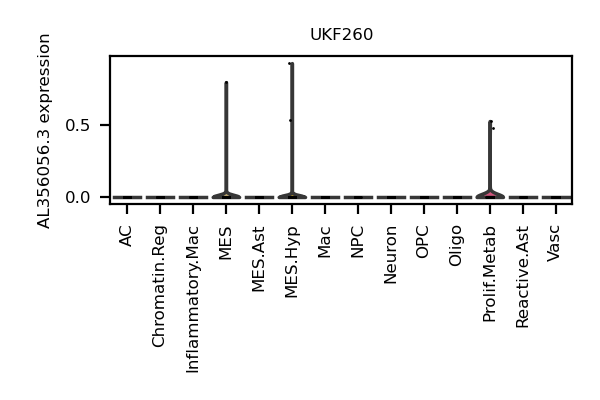 UKF260
AL356056.3 expression
0.5
0.0
AC
Chromatin.Reg
Inflammatory.Mac
MES
MES.Ast
MES.Hyp
Mac
NPC
Neuron
OPC
Oligo
Prolif.Metab
Reactive.Ast
Vasc